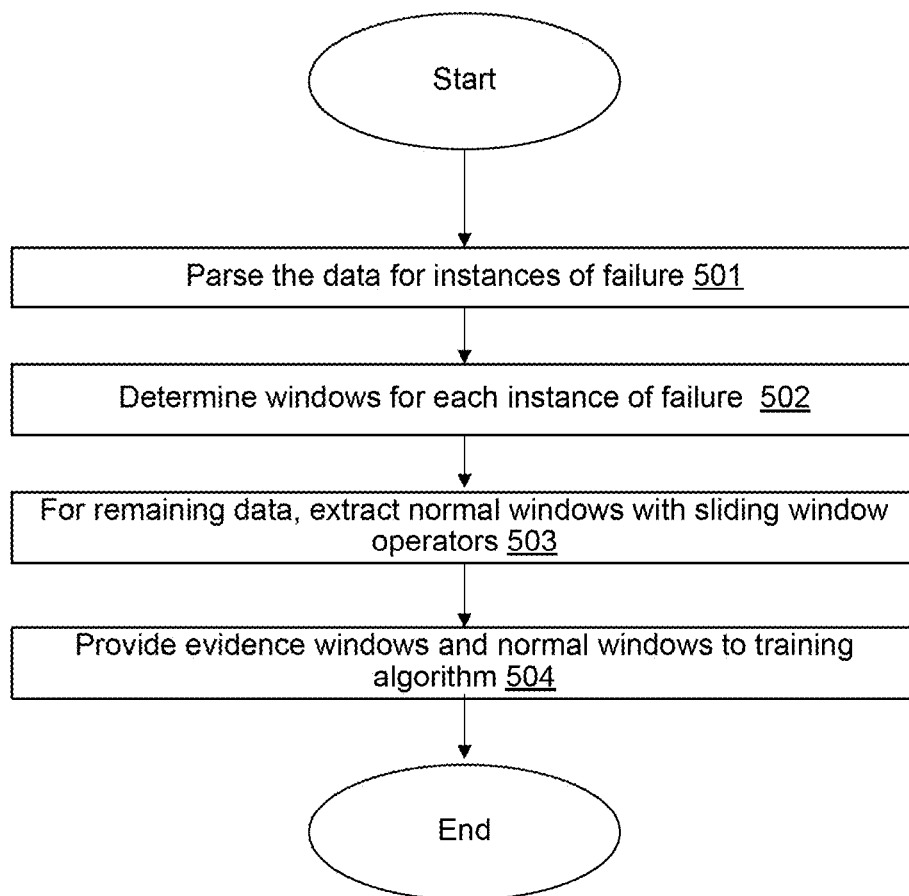 Start
Parse the data for instances of failure 501
Determine windows for each instance of failure 502
For remaining data, extract normal windows with sliding window
operators 503
Provide evidence windows and normal windows to training
algorithm 504
End